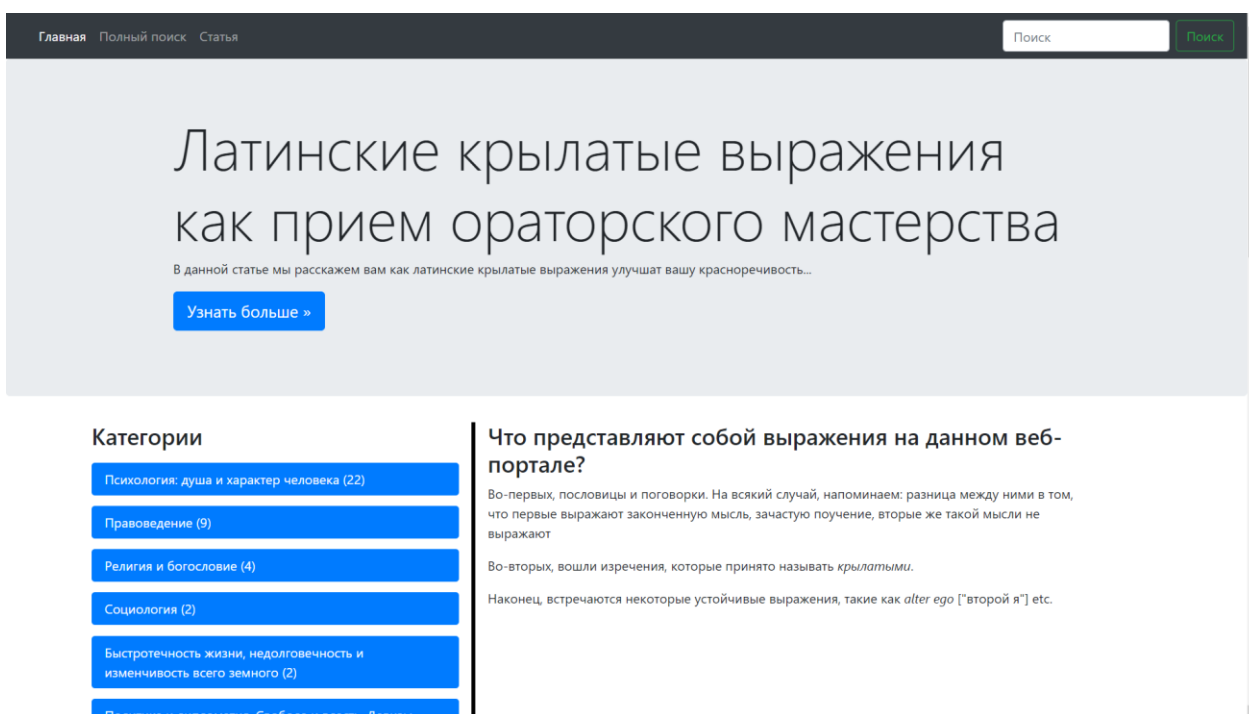 Главная Полный поиск Статья Поиск Поиск
Латинские крылатые выражения
как прием ораторского мастерства
В данной статье мы расскажем вам как латинские крылатые выражения улучшат вашу красноречивость...
Узнать больше »
Категории
Психология: душа и характер человека (22)
Правоведение (9)
Религия и богословие (4)
Социология (2)
Быстротечность жизни, недолговечность и
изменчивость всего земного (2)
Что представляют собой выражения на данном веб-
портале?
Во-первых, пословицы и поговорки. На всякий случай, напоминаем: разница между ними в том,
что первые выражают законченную мысль, зачастую поучение, вторые же такой мысли не
выражают
Во-вторых, вошли изречения, которые принято называть крылатыми.
Наконец, встречаются некоторые устойчивые выражения, такие как alter ego ["второй я"] etc.